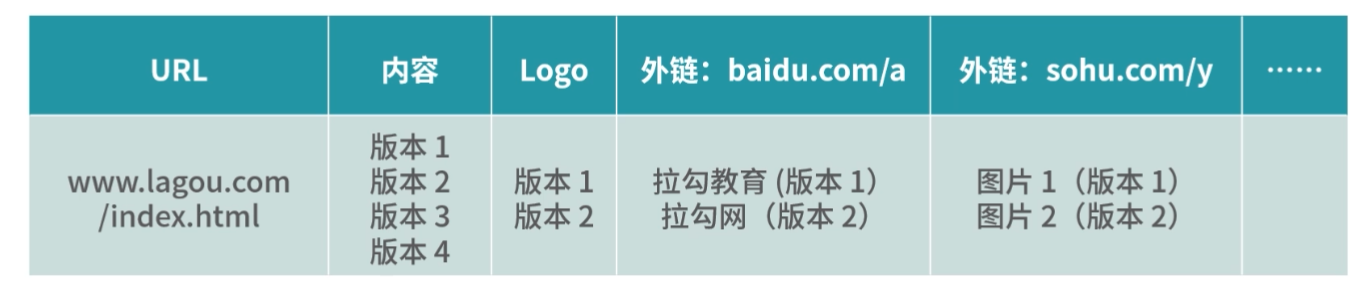 URL
内容
Logo
外链：baidu.com/a
外链：sohu.com/y
……
www.lagou.com
/index.html
版本 1
版本 2
版本 3
版本 4
版本 1
版本 2
拉勾教育 (版本 1）
拉勾网（版本 2）
图片 1（版本 1）
图片 2（版本 2）